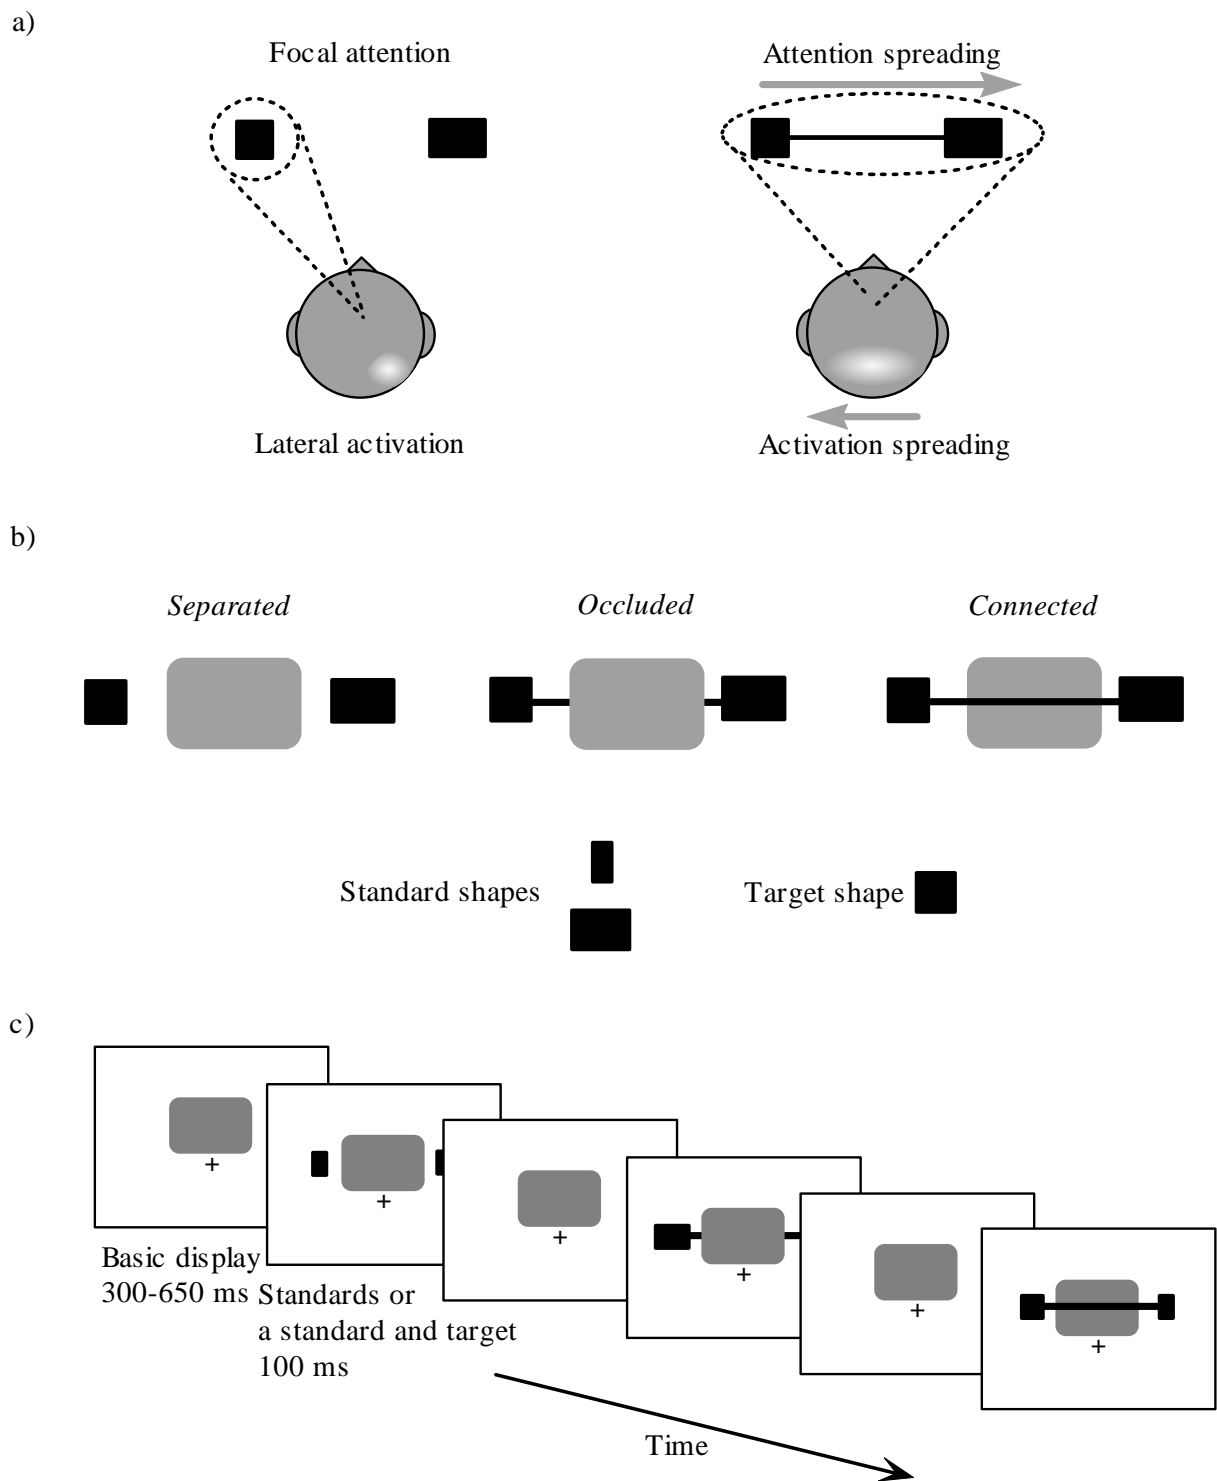 a)
Focal attention
Attention spreading
Lateral activation
Activation spreading
b)
Separated
Occluded
Connected
Standard shapes
Target shape
c)
+
+
+
+
+
+
Basic display
300-650 ms
Standards or
a standard and target
100 ms
Time